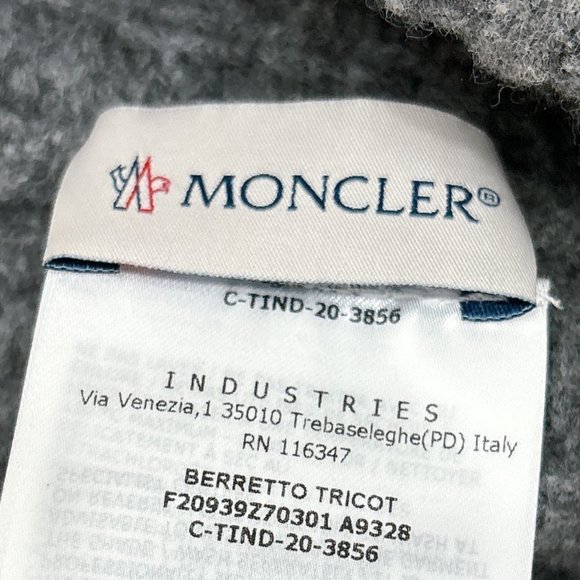 MONCLER®
C-TIND-20-3856
INDUSTRIES
Via Venezia,1 35010 Trebaseleghe(PD) Italy
RN 116347
BERRETTO TRICOT
F20939Z70301 A9328
C-TIND-20-3856